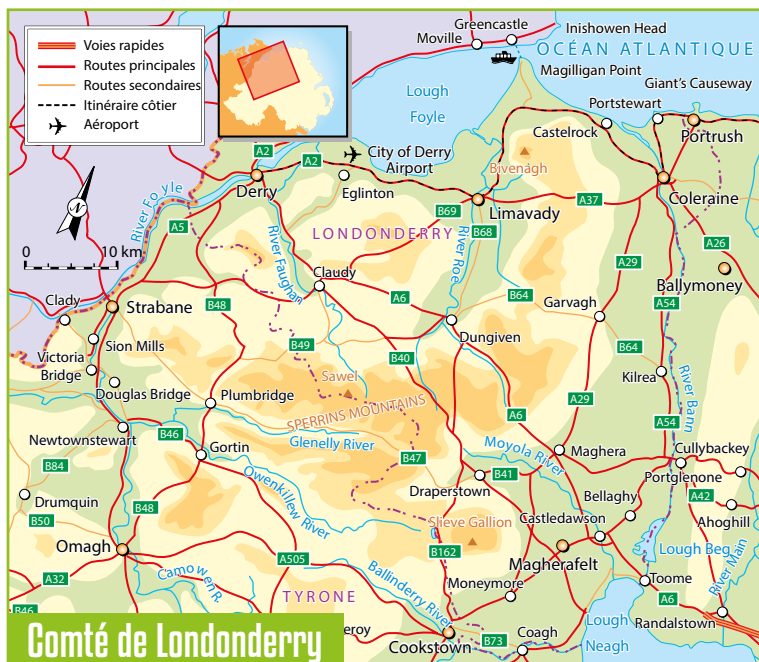 Voies rapides
Routes principales
Routes secondaires
Itinéraire côtier
Aéroport
Greencastle
Moville
Inishowen Head
OCÉAN ATLANTIQUE
Magilligan Point
Giant's Causeway
Portstewart
Portrush
Castelrock
Lough
Foyle
A2
A2
City of Derry
Airport
Bivenagh
Derry
Eglinton
Coleraine
River Foyle
N
A5
B69
Limavady
A37
B68
LONDONDERRY
River Roe
A26
0
10 km
River Faughan
A29
Ballymoney
Claudy
A6
B64
A54
Clady
Strabane
B48
Garvagh
Dungiven
Sion Mills
B49
B40
B64
Victoria
Bridge
Douglas Bridge
Sawel
Kilrea
River Bann
Plumbridge
SPERRINS MOUNTAINS
A29
A6
A54
Newtownstewart
B46
Glenelly River
Gortin
Moyola River
Maghera
Cullybackey
B84
B47
B41
Portglenone
Owenkillew River
Draperstown
Bellaghy
A42
Drumquin
B48
B50
Slieve Gallion
Castledawson
Ahoghill
Omagh
B162
Lough Beg
A505
Magherafelt
A32
Camowen R.
Ballinderry River
Moneymore
Toome
River Main
TYRONE
A6
B46
Lough
Neagh
Randalstown
Comté de Londonderry
eroy
B73
Coagh
Cookstown